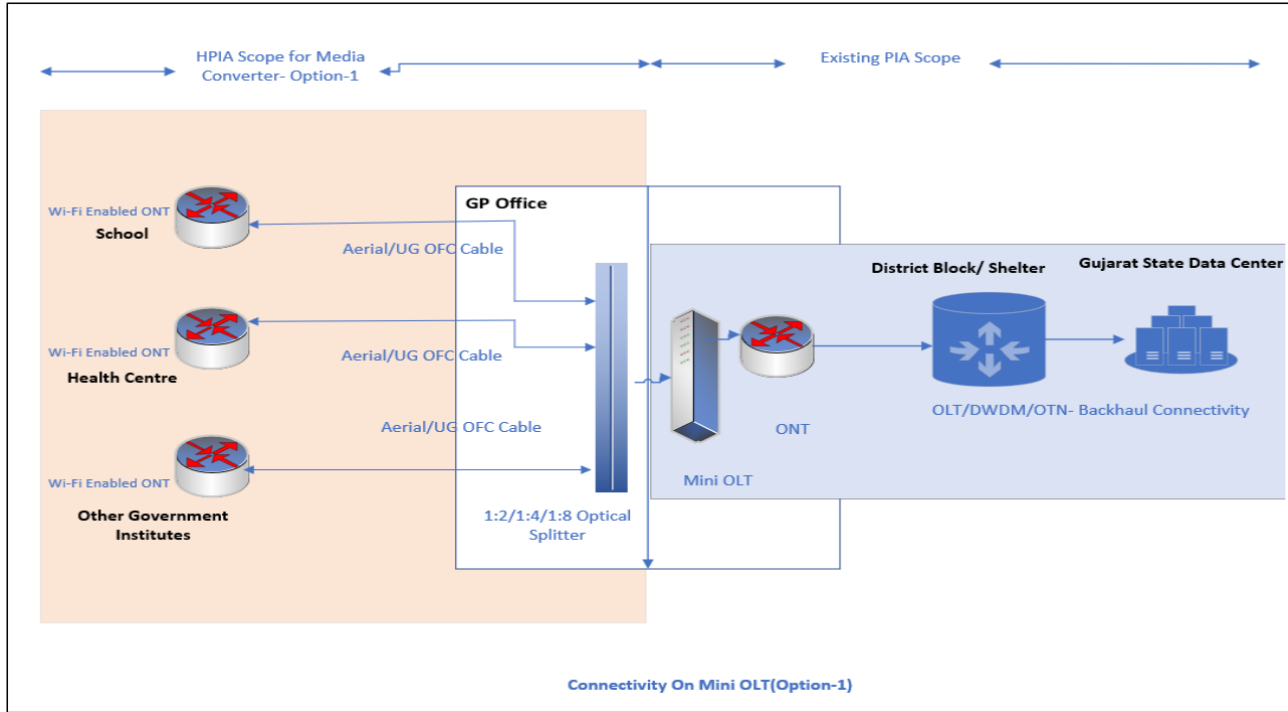 HPIA Scope for Media
Converter- Option-1
Existing PIA Scope
Wi-Fi Enabled ONT
School
Aerial/UG OFC Cable
GP Office
District Block/ Shelter
Gujarat State Data Center
Wi-Fi Enabled ONT
Health Centre
Aerial/UG OFC Cable
OLT/DWDM/OTN- Backhaul Connectivity
ONT
Aerial/UG OFC Cable
Mini OLT
Wi-Fi Enabled ONT
Other Government
Institutes
1:2/1:4/1:8 Optical
Splitter
Connectivity On Mini OLT(Option-1)